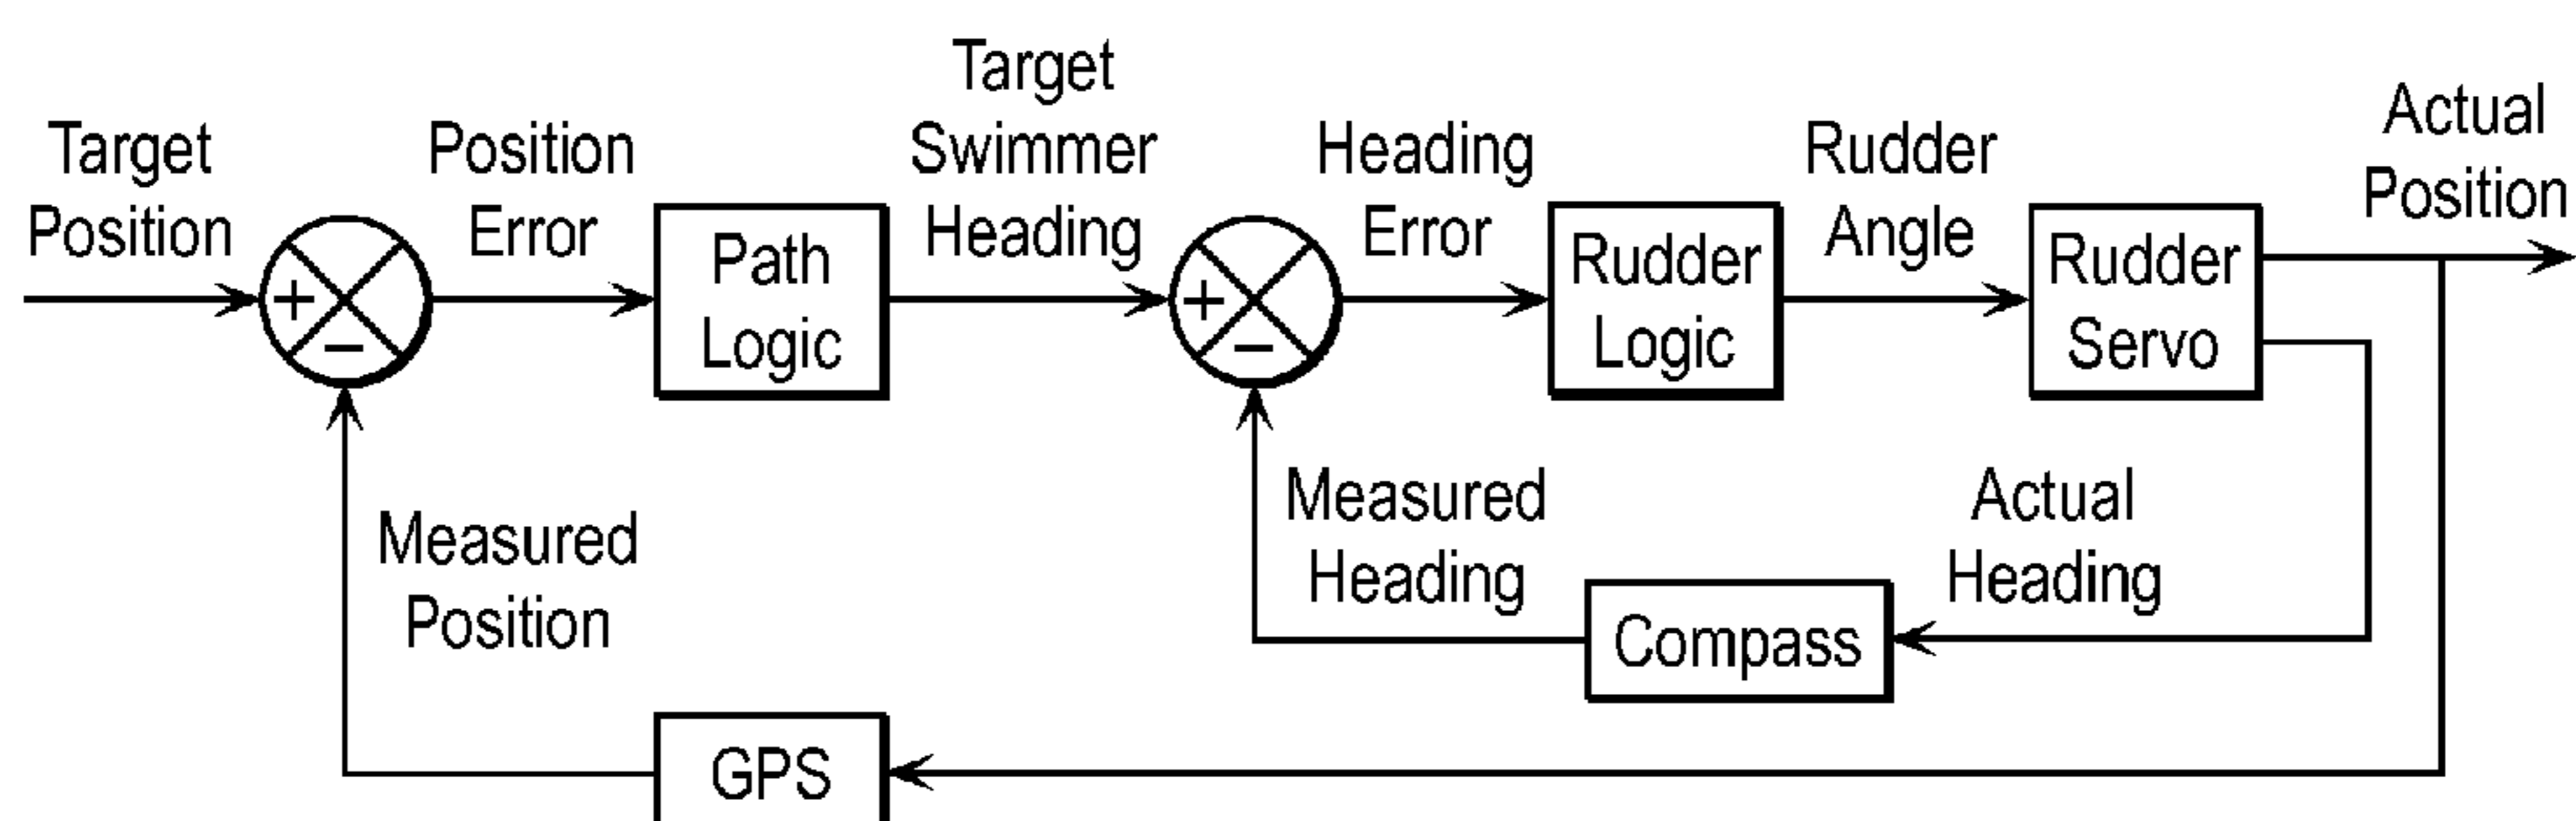 Target
Position
+
−
Position
Error
Path
Logic
Target
Swimmer
Heading
+
−
Heading
Error
Rudder
Logic
Rudder
Angle
Rudder
Servo
Actual
Position
Measured
Position
Measured
Heading
Compass
Actual
Heading
GPS